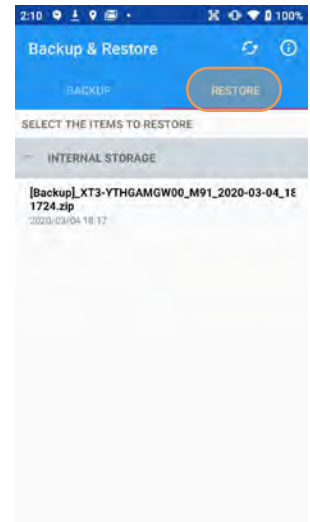 2:10 100%
Backup & Restore
BACKUP RESTORE
SELECT THE ITEMS TO RESTORE
INTERNAL STORAGE
[Backup]_XT3-YTHGAMGW00_M91_2020-03-04_18
1724.zip
2020/03/04 18:17